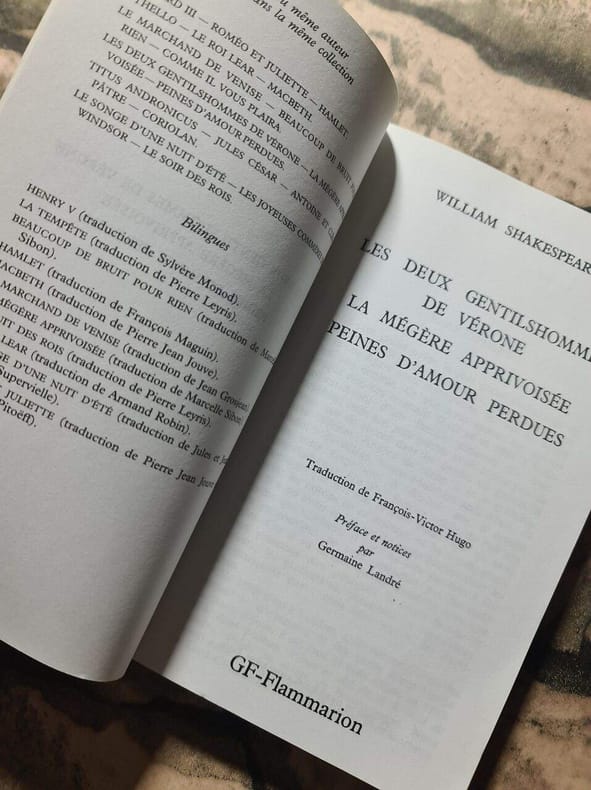 u même auteur
ans la même collection
RD III — ROMÉO ET JULIETTE — HAMLET
THELLO — LE ROI LEAR — MACBETH.
LE MARCHAND DE VENISE — BEAUCOUP DE BRUIT
RIEN — COMME IL VOUS PLAIRA
LES DEUX GENTILSHOMMES DE VÉRONE — LA MÉGÈRE
VOISÉE — PEINES D'AMOUR PERDUES.
TITUS ANDRONICUS — JULES CÉSAR — ANTOINE ET
PÂTRE — CORIOLAN.
LE SONGE D'UNE NUIT D'ÉTÉ — LES JOYEUSES
WINDSOR — LE SOIR DES ROIS.
Bilingues
HENRY V (traduction de Sylvère Monod).
LA TEMPÊTE (traduction de Pierre Leyris).
BEAUCOUP DE BRUIT POUR RIEN (traduction de
Sibon).
HAMLET (traduction de François Maguin).
MACBETH (traduction de Pierre Jean Jouve).
MARCHAND DE VENISE (traduction de Jean Grosjean).
MÉGÈRE APPRIVOISÉE (traduction de Marcelle Sibon)
DES ROIS (traduction de Pierre Leyris).
LEAR (traduction de Armand Robin).
GE D'UNE NUIT D'ÉTÉ (traduction de Jules et
Supervielle).
JULIETTE (traduction de Pierre Jean Jouve
Pitoëff).
WILLIAM SHAKESPEAR
LES DEUX GENTILSHOMM
DE VÉRONE
LA MÉGÈRE APPRIVOISÉE
PEINES D'AMOUR PERDUES
Traduction de François-Victor Hugo
Préface et notices
par
Germaine Landré
GF-Flammarion